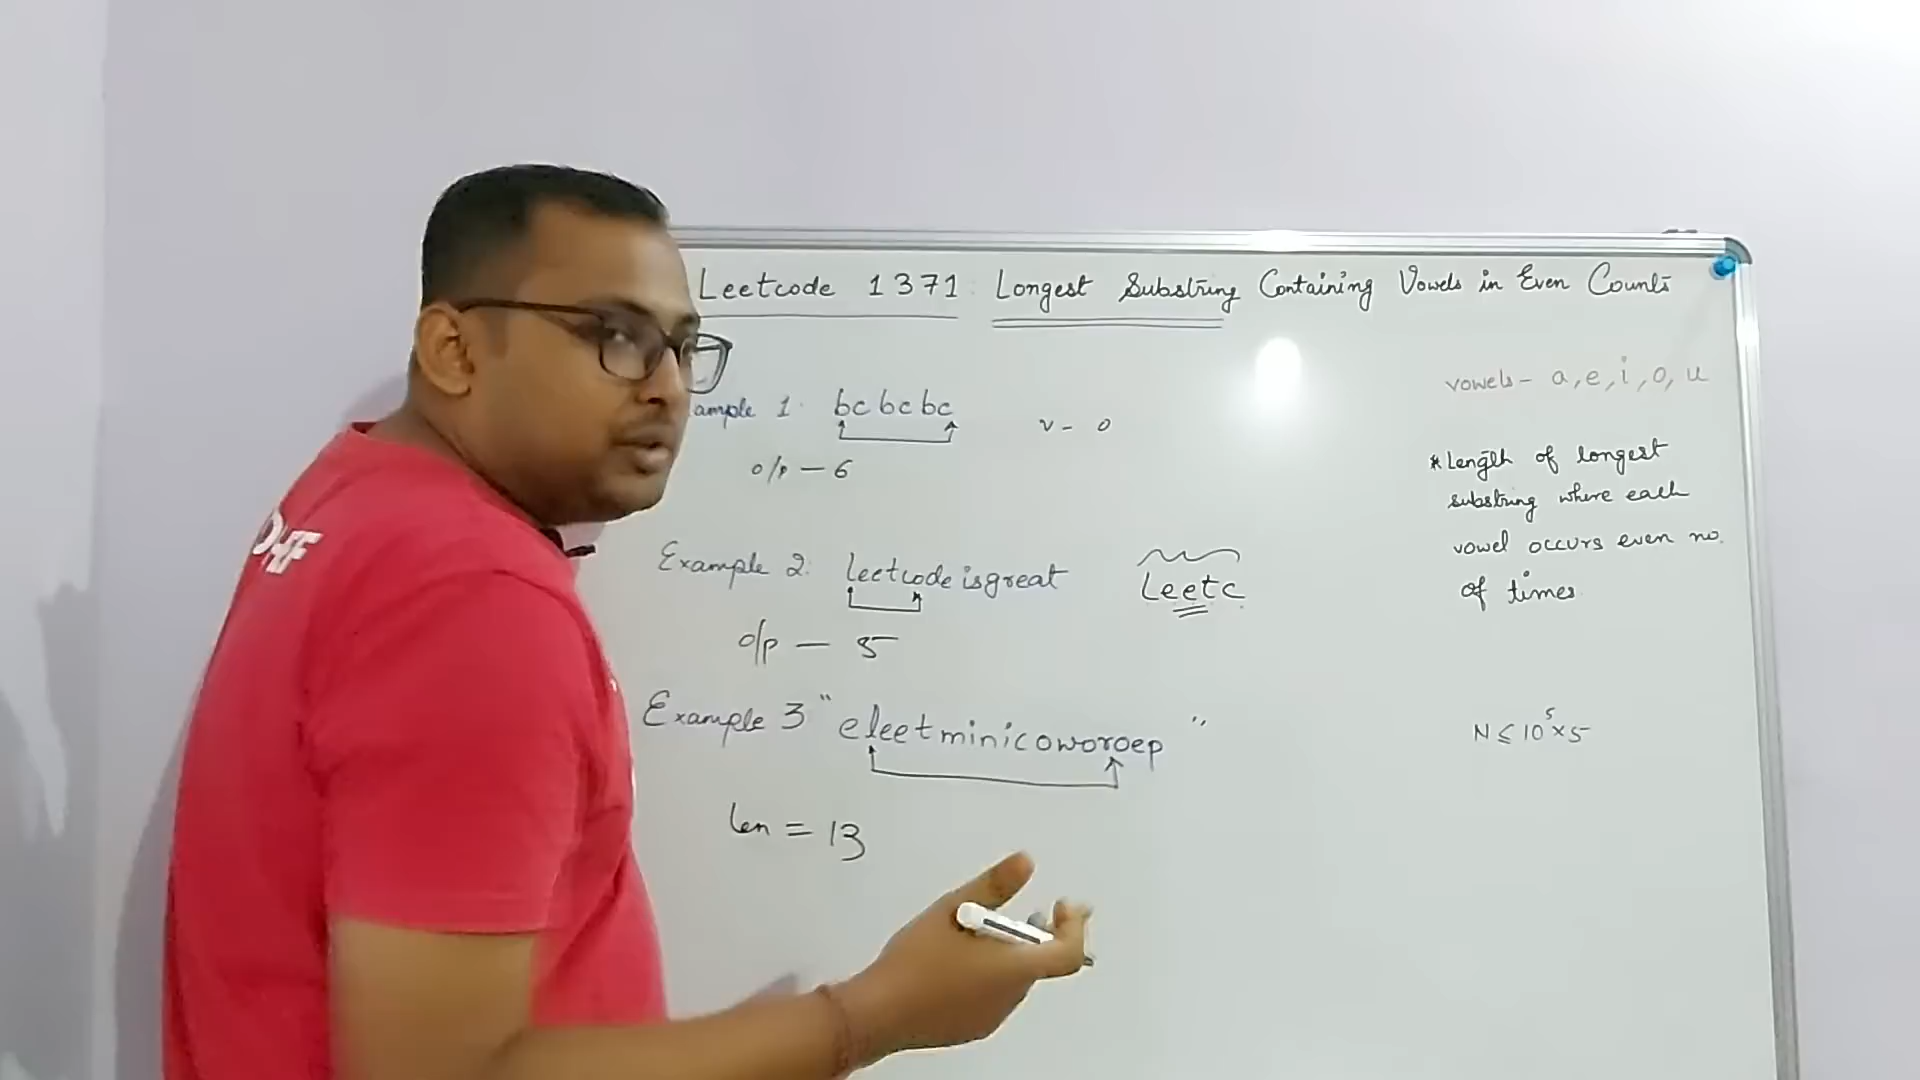 Leetcode 1371: Longest Substring Containing Vowels in Even Counts
vowels - a, e, i, o, u
ample 1: bcbcbc v - 0
o/p - 6
* Length of longest
substring where each
vowel occurs even no.
of times
Example 2: leetcodeisgreat Leetc
o/p - 5
Example 3 "eleetminicoworoep"
N ≤ 10^5 x 5
len = 13